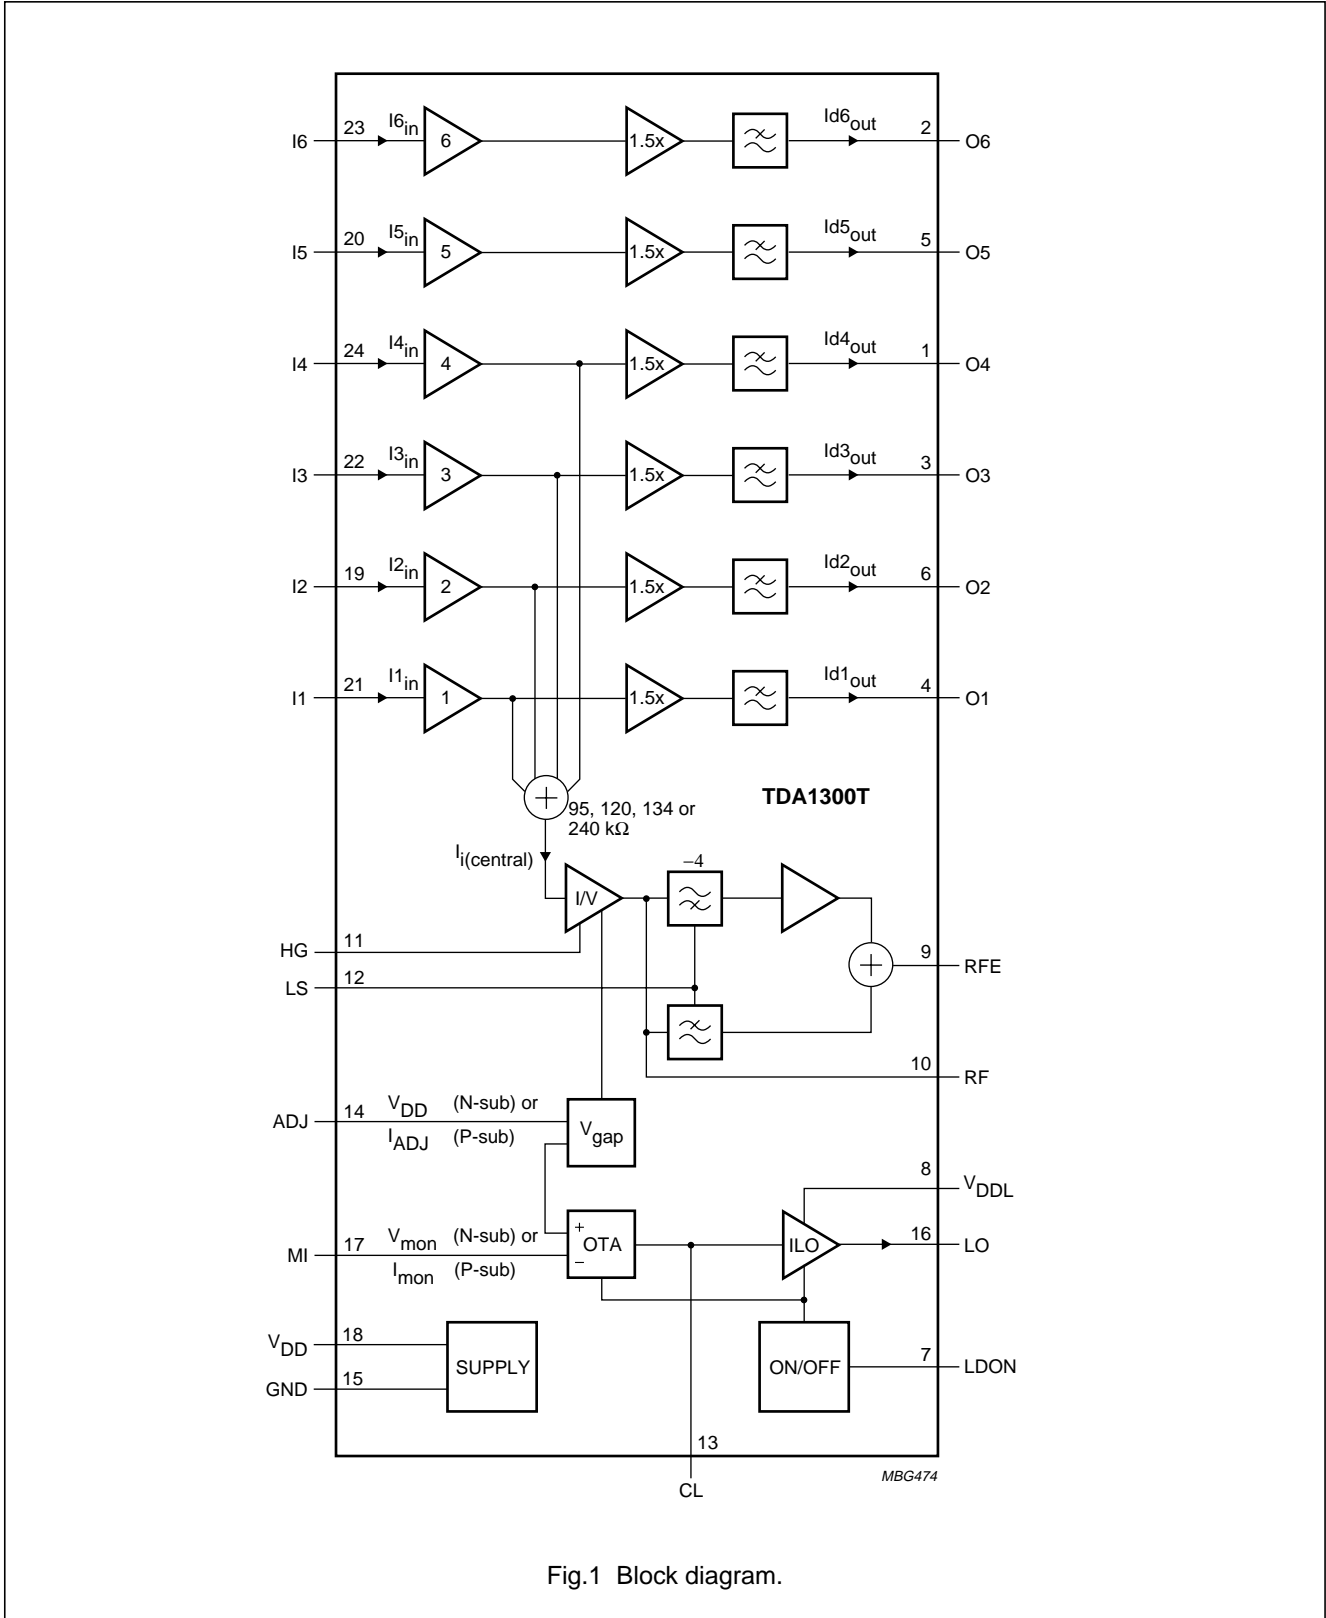 I6 23 I6in 6 1.5x Id6out 2 O6
I5 20 I5in 5 1.5x Id5out 5 O5
I4 24 I4in 4 1.5x Id4out 1 O4
I3 22 I3in 3 1.5x Id3out 3 O3
I2 19 I2in 2 1.5x Id2out 6 O2
I1 21 I1in 1 1.5x Id1out 4 O1
TDA1300T
+ 95, 120, 134 or
240 kΩ
Ii(central)
−4
I/V
HG 11
+ 9 RFE
LS 12
10 RF
ADJ 14 VDD (N-sub) or
IADJ (P-sub)
Vgap
8 VDDL
MI 17 Vmon (N-sub) or
Imon (P-sub)
+
− OTA
ILO 16 LO
VDD 18
GND 15
SUPPLY
ON/OFF 7 LDON
13
CL
MBG474
Fig.1 Block diagram.